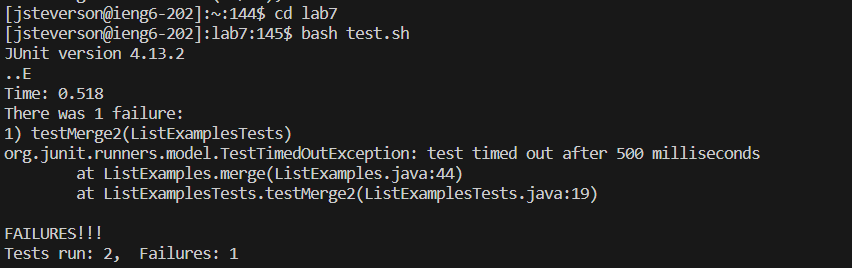 [jsteverson@ieng6-202]:~:144$ cd lab7
[jsteverson@ieng6-202]:lab7:145$ bash test.sh
JUnit version 4.13.2
..E
Time: 0.518
There was 1 failure:
1) testMerge2(ListExamplesTests)
org.junit.runners.model.TestTimedOutException: test timed out after 500 milliseconds
        at ListExamples.merge(ListExamples.java:44)
        at ListExamplesTests.testMerge2(ListExamplesTests.java:19)

FAILURES!!!
Tests run: 2,  Failures: 1